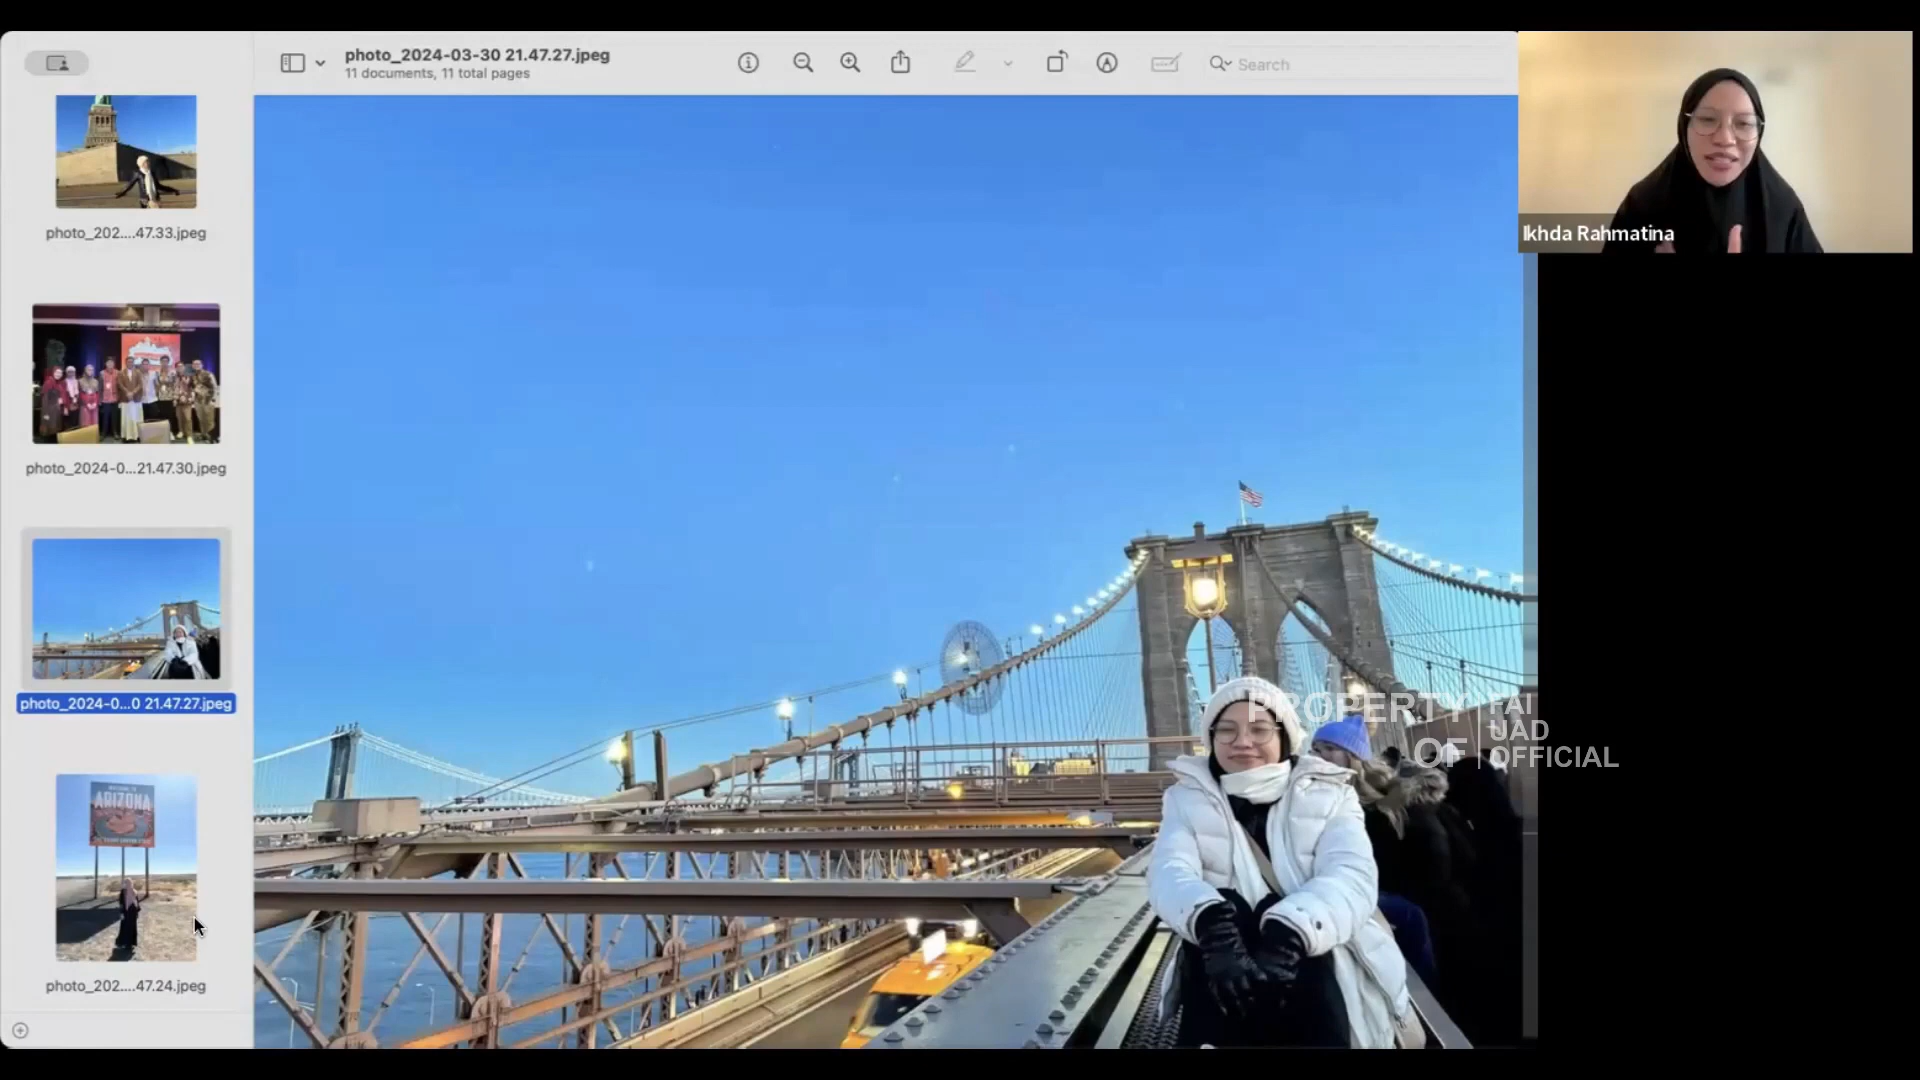 photo_2024-03-30 21.47.27.jpeg
11 documents, 11 total pages
Search
photo_202....47.33.jpeg
photo_2024-0...21.47.30.jpeg
photo_2024-0...0 21.47.27.jpeg
ARIZONA
photo_202....47.24.jpeg
Ikhda Rahmatina
PROPERTY OF
FAI
UAD
OFFICIAL